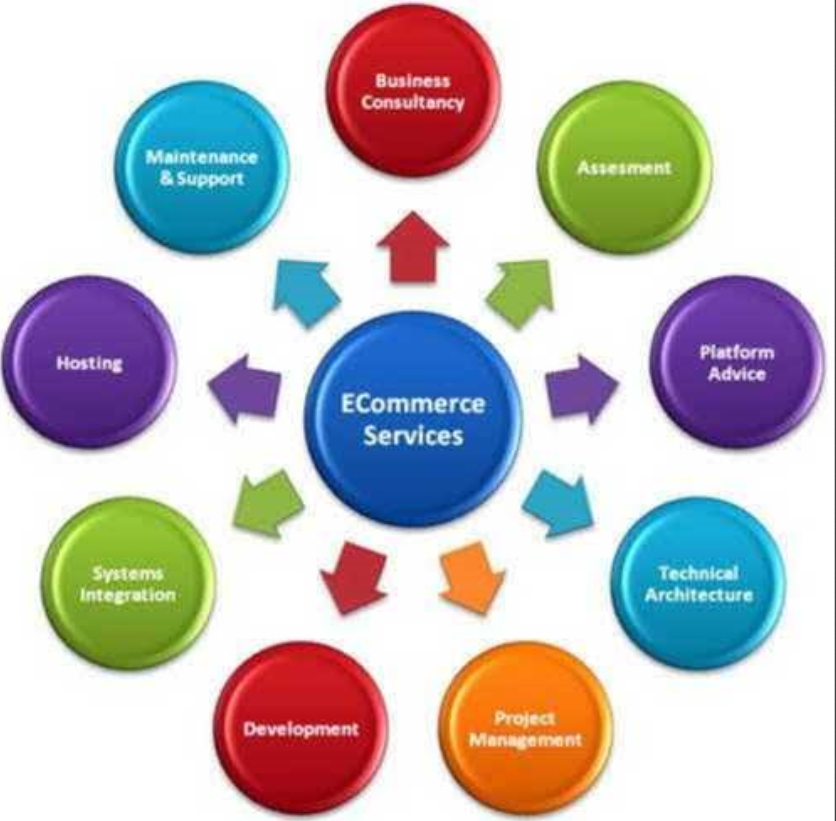 Business
Consultancy
Maintenance
& Support
Assesment
Hosting
Platform
Advice
ECommerce
Services
Systems
Integration
Technical
Architecture
Development
Project
Management